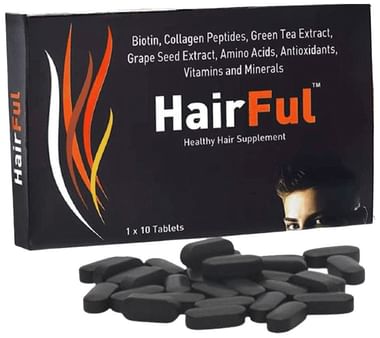 Biotin, Collagen Peptides, Green Tea Extract,
Grape Seed Extract, Amino Acids, Antioxidants,
Vitamins and Minerals
HairFul™
Healthy Hair Supplement
1 x 10 Tablets